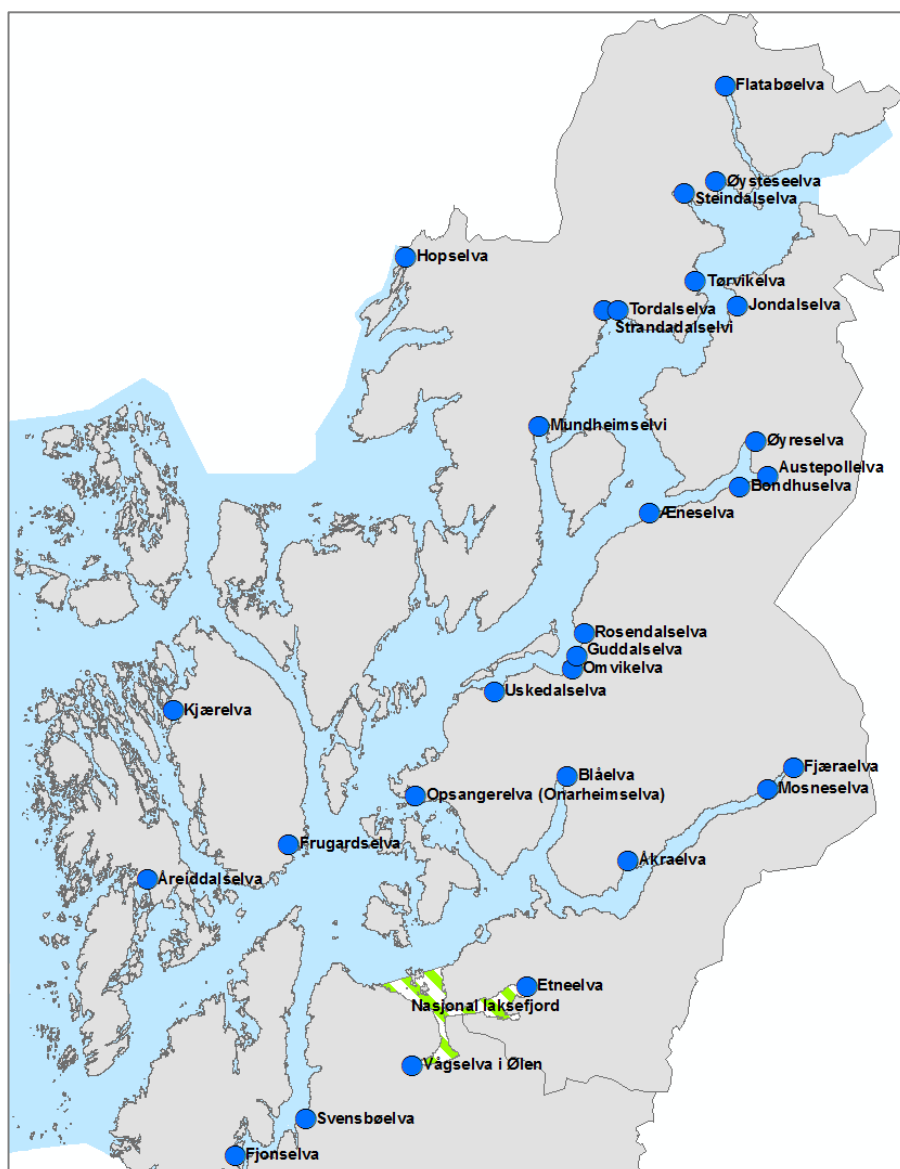 Flatabøelva
Øysteseelva
Steindalselva
Hopselva
Tørvikelva
Jondalselva
Tordalselva
Strandadalselvi
Mundheimselvi
Øyreselva
Austepollelva
Bondhuselva
Æneselva
Rosendalselva
Guddalselva
Omvikelva
Uskedalselva
Kjærelva
Fjæraelva
Blåelva
Mosneselva
Opsangerelva (Onarheimselva)
Frugardselva
Åkraelva
Åreiddalselva
Etneelva
Nasjonal laksefjord
Vågselva i Ølen
Svensbøelva
Fjonselva